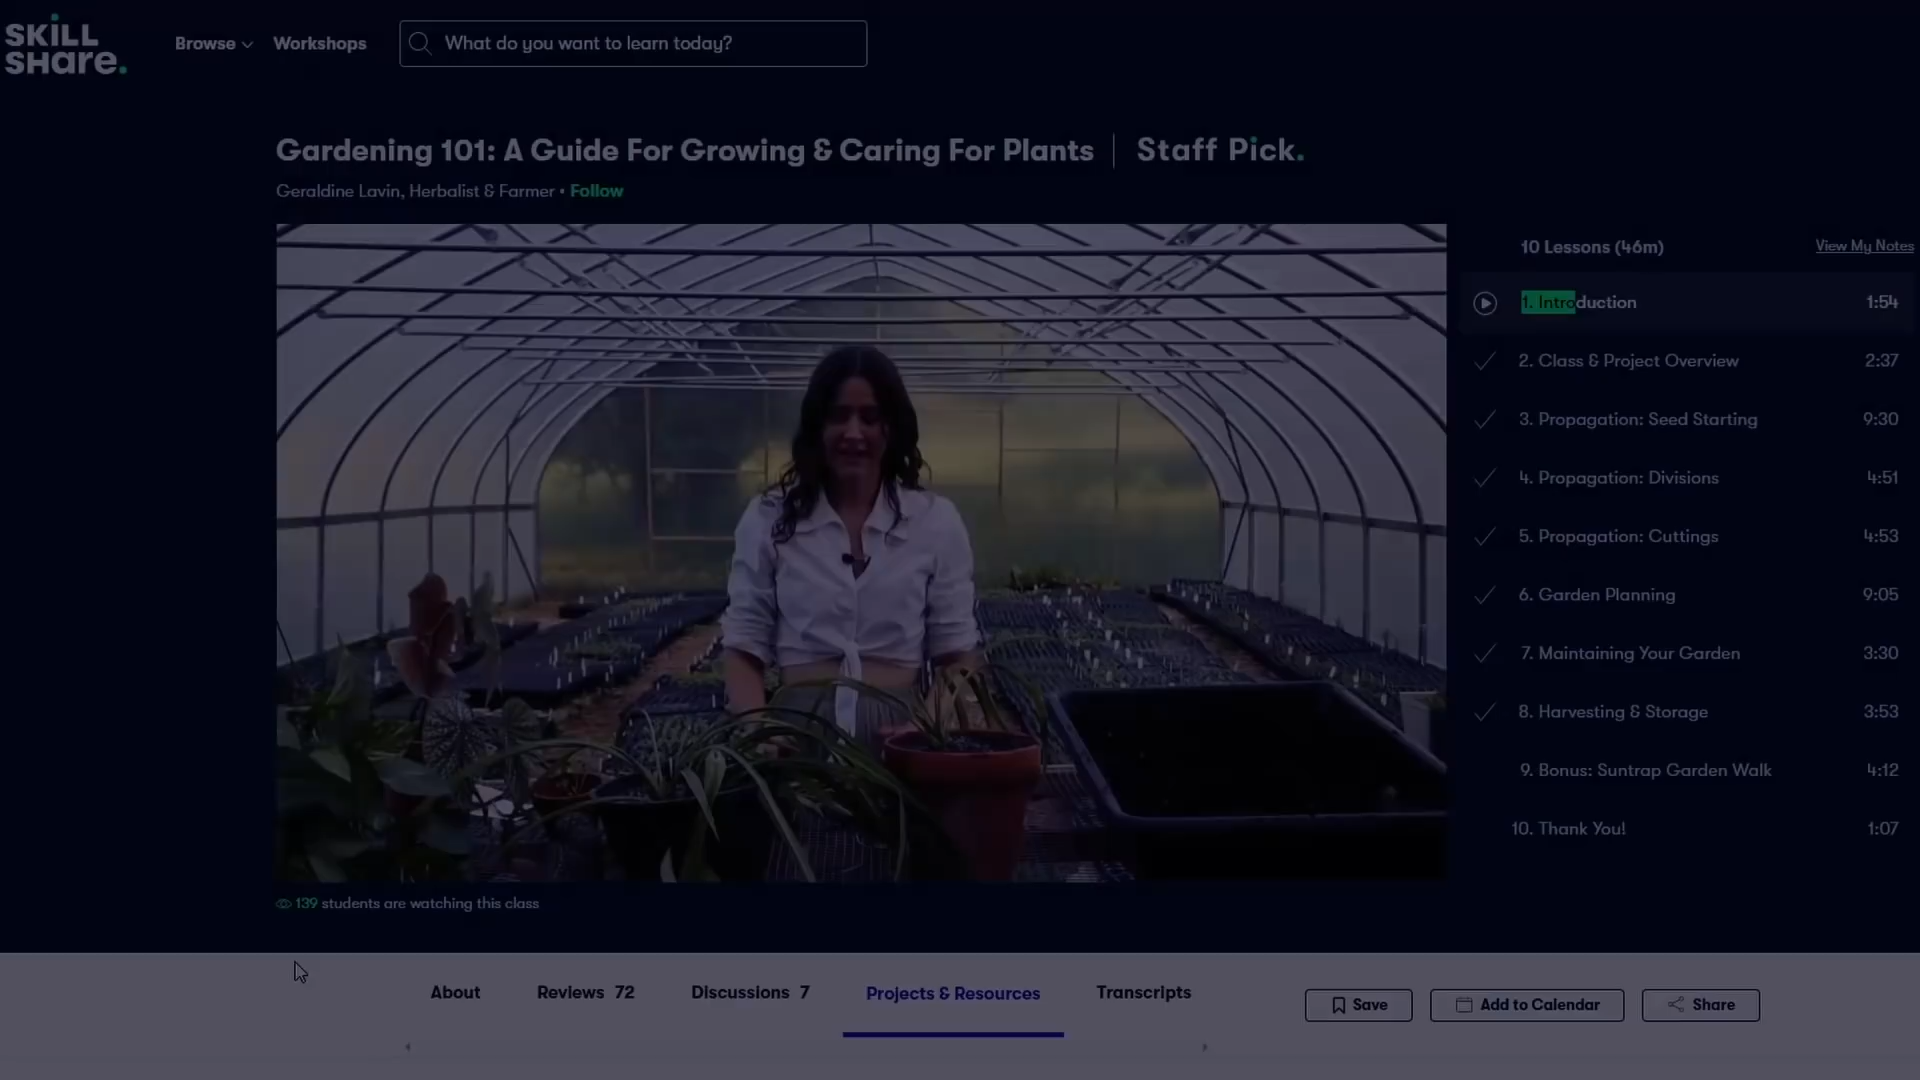 SKILL
SHare.
Browse
Workshops
What do you want to learn today?
Gardening 101: A Guide For Growing & Caring For Plants
Staff Pick.
Geraldine Lavin, Herbalist & Farmer • Follow
10 Lessons (46m)
View My Notes
1. Introduction 1:54
2. Class & Project Overview 2:37
3. Propagation: Seed Starting 9:30
4. Propagation: Divisions 4:51
5. Propagation: Cuttings 4:53
6. Garden Planning 9:05
7. Maintaining Your Garden 3:30
8. Harvesting & Storage 3:53
9. Bonus: Suntrap Garden Walk 4:12
10. Thank You! 1:07
139 students are watching this class
About
Reviews 72
Discussions 7
Projects & Resources
Transcripts
Save
Add to Calendar
Share